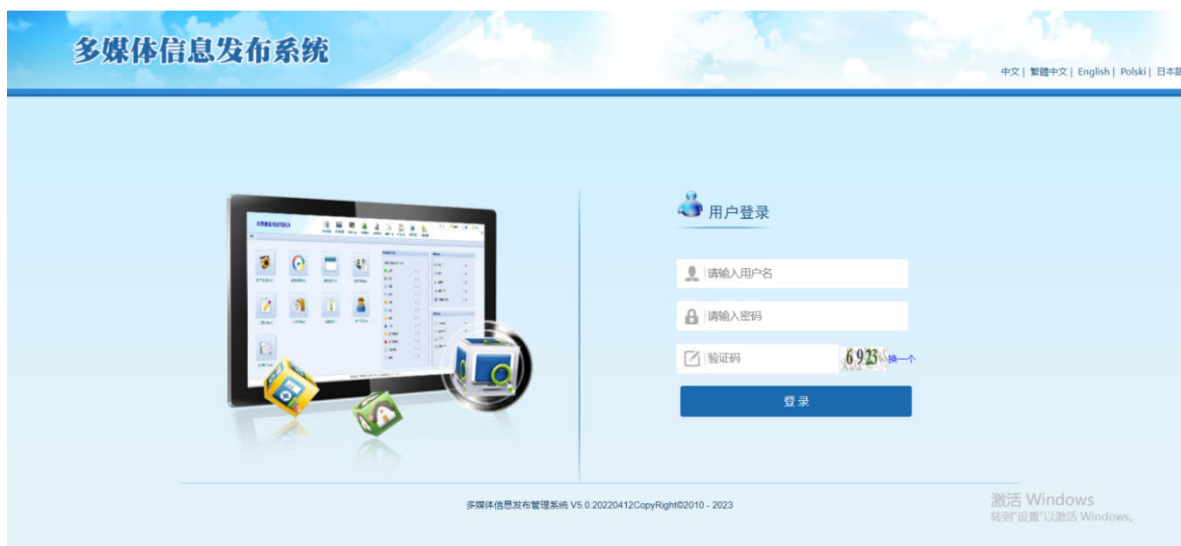 多媒体信息发布系统
中文 | 繁體中文 | English | Polski | 日本語
用户登录
请输入用户名
请输入密码
验证码 6923 换一个
登录
多媒体信息发布管理系统 V5.0.20220412CopyRight©2010 - 2023
激活 Windows
转到"设置"以激活 Windows。